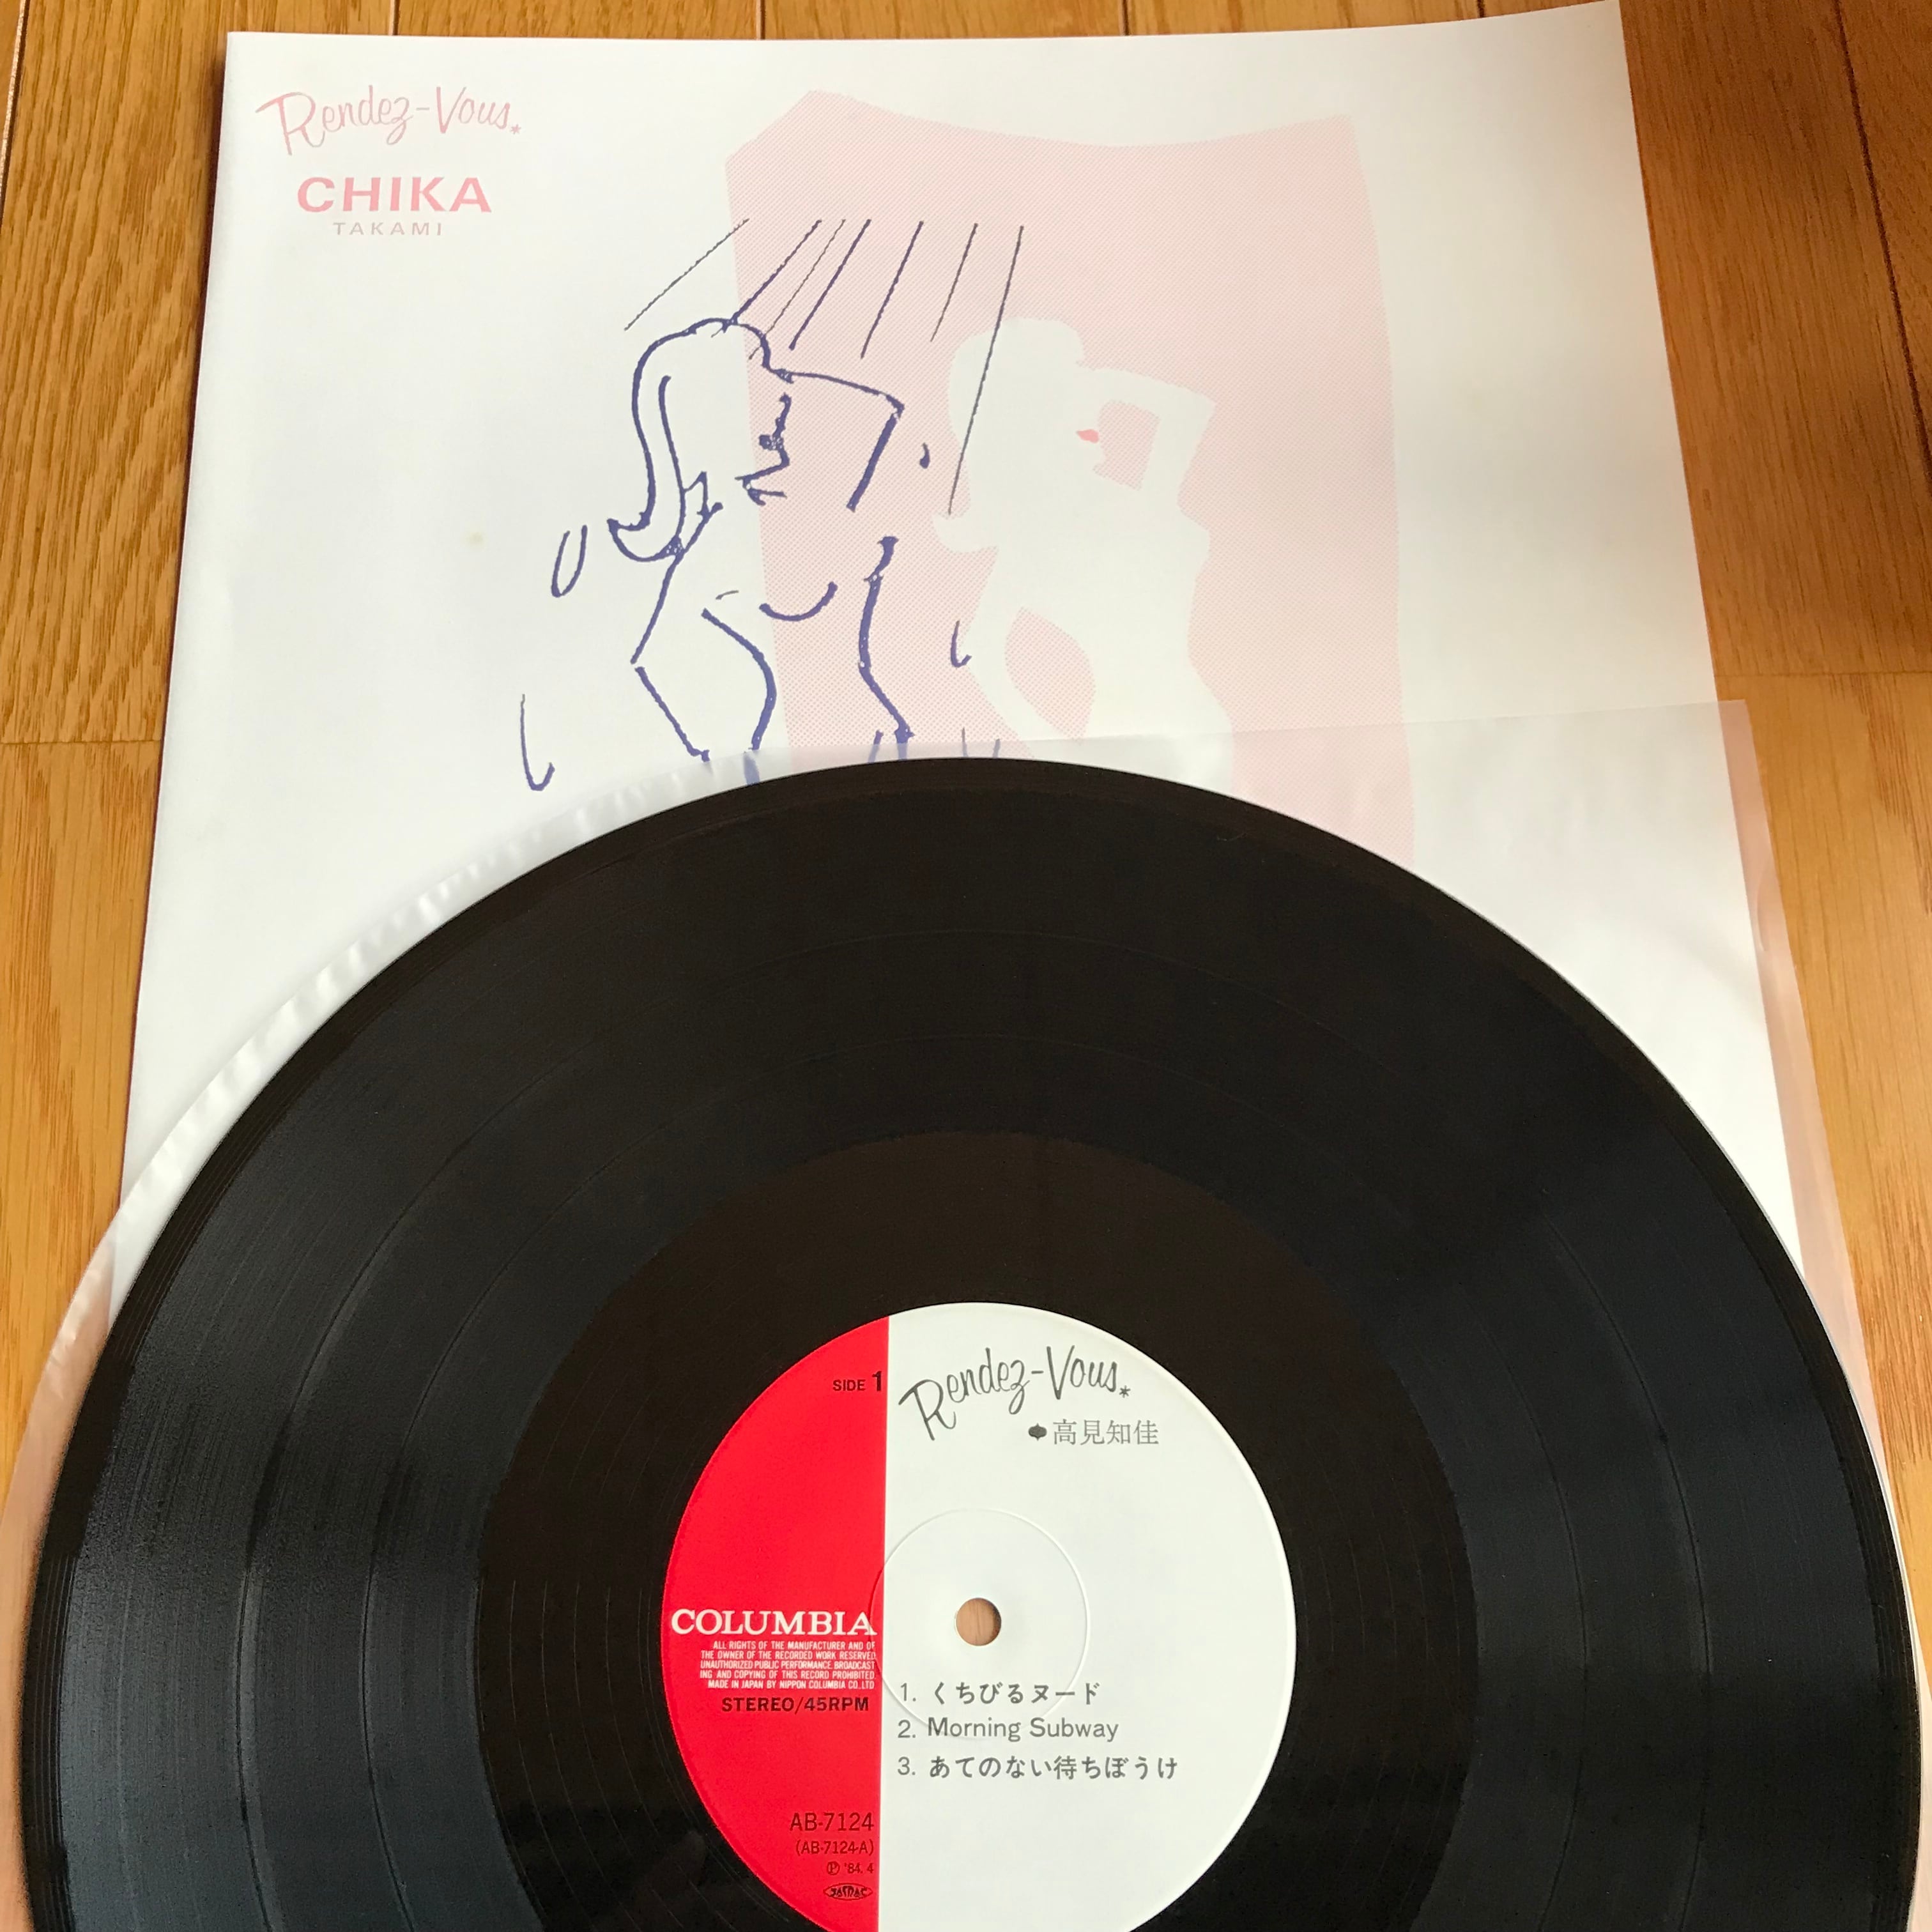 Rendez-Vous*
CHIKA
TAKAMI
SIDE 1
Rendez-Vous*
高見知佳
COLUMBIA
ALL RIGHTS OF THE MANUFACTURER AND OF
THE OWNER OF THE RECORDED WORK RESERVED
UNAUTHORIZED PUBLIC PERFORMANCE BROADCAST
ING AND COPYING OF THIS RECORD PROHIBITED
MADE IN JAPAN BY NIPPON COLUMBIA CO.,LTD
STEREO/45RPM
1. くちびるヌード
2. Morning Subway
3. あてのない待ちぼうけ
AB-7124
(AB-7124-A)
Ⓟ '84. 4
JASRAC